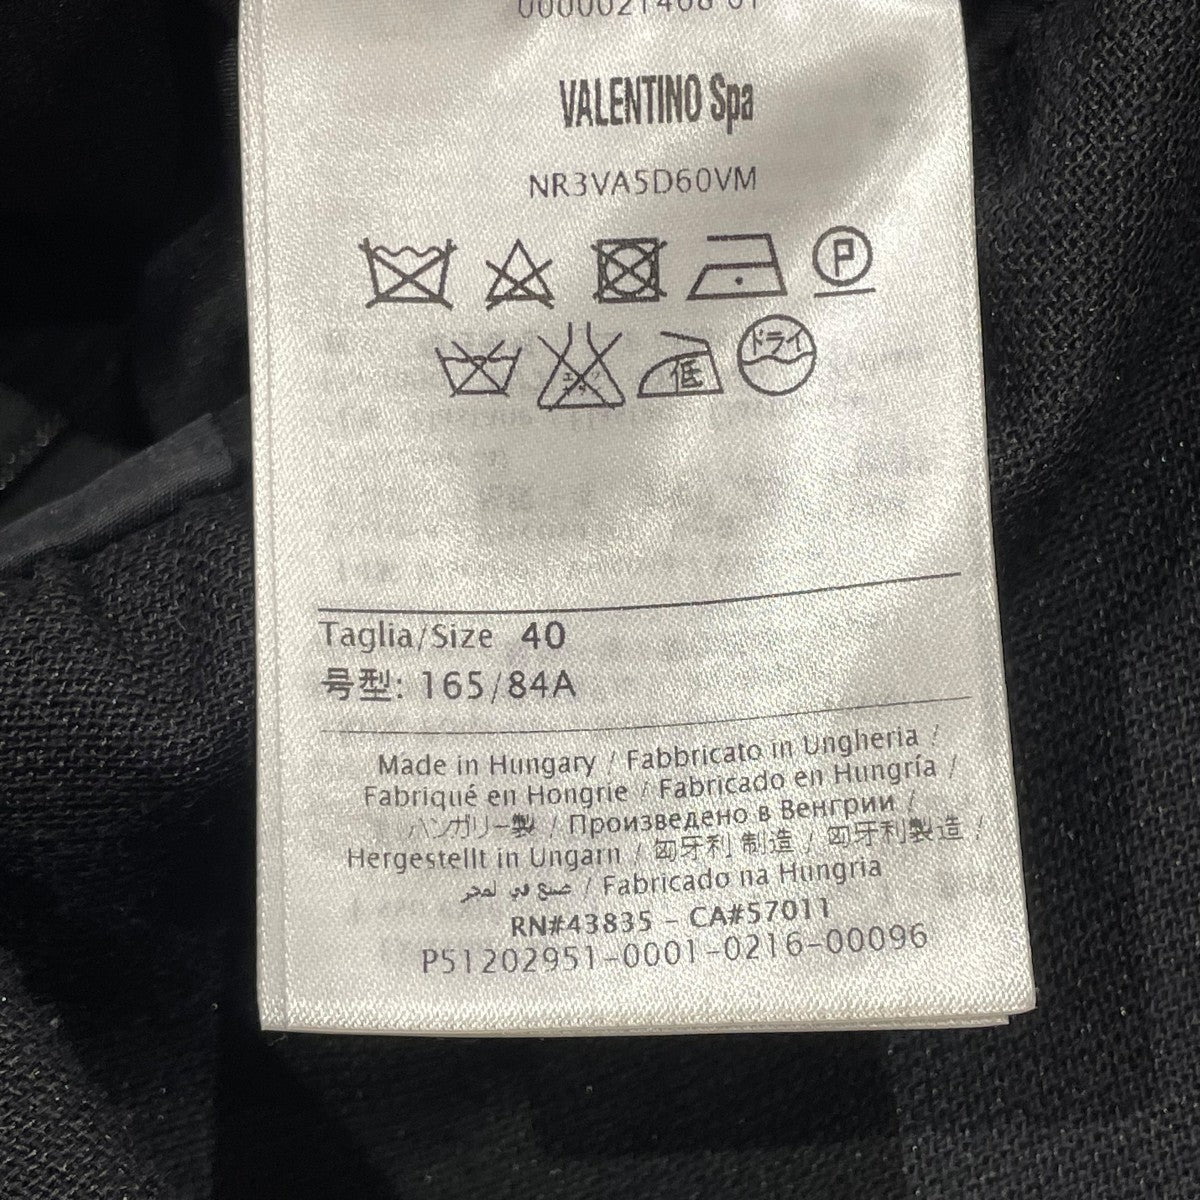 VALENTINO Spa
NR3VA5D60VM
P
ドライ
低
Taglia/Size 40
号型: 165/84A
Made in Hungary / Fabbricato in Ungheria /
Fabriqué en Hongrie / Fabricado en Hungría /
ハンガリー製 / Произведено в Венгрии /
Hergestellt in Ungarn / 匈牙利 制造 / 匈牙利製造 /
صنع في لمجر / Fabricado na Hungria
RN#43835 - CA#57011
P51202951-0001-0216-00096